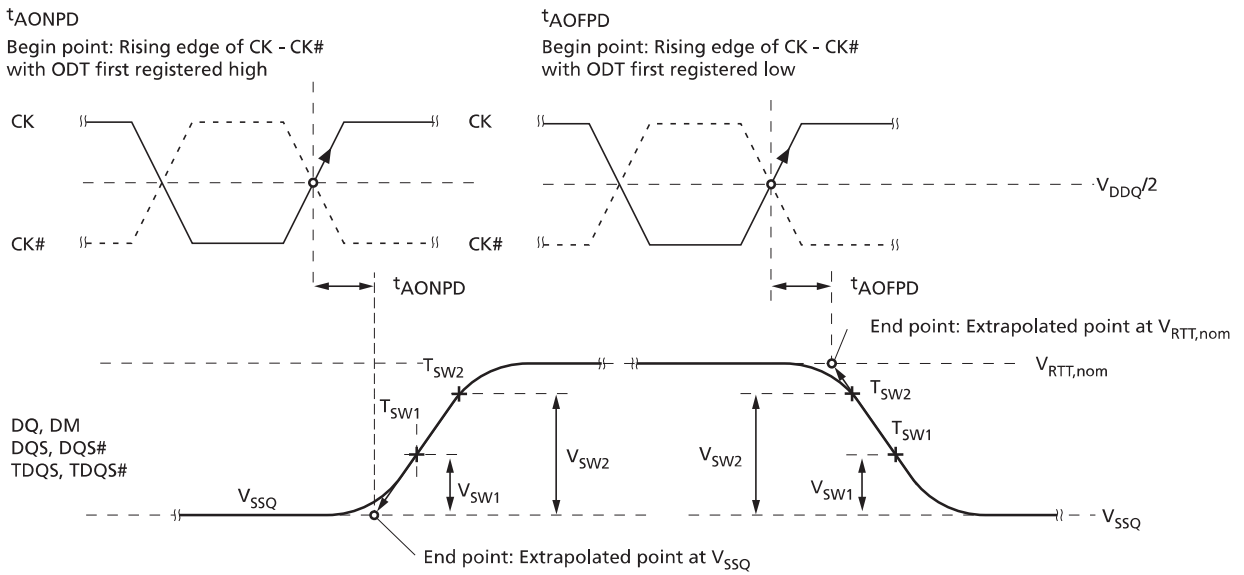 tAONPD
Begin point: Rising edge of CK - CK#
with ODT first registered high
tAOFPD
Begin point: Rising edge of CK - CK#
with ODT first registered low
CK
CK
VDDQ/2
CK#
CK#
tAONPD
tAOFPD
End point: Extrapolated point at VRTT,nom
VRTT,nom
TSW2
TSW2
TSW1
TSW1
DQ, DM
DQS, DQS#
TDQS, TDQS#
VSW2
VSW2
VSW1
VSW1
VSSQ
VSSQ
End point: Extrapolated point at VSSQ